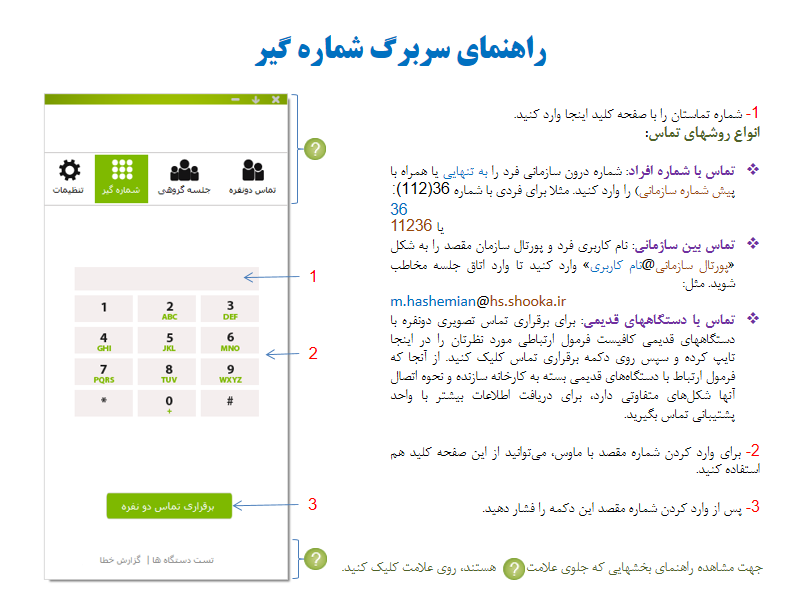 راهنمای سربرگ شماره گیر
تنظیمات
شماره گیر
جلسه گروهی
تماس دونفره
?
1
2
ABC
3
DEF
4
GHI
5
JKL
6
MNO
7
PQRS
8
TUV
9
WXYZ
*
0
+
#
برقراری تماس دو نفره
تست دستگاه ها | گزارش خطا
?
1
2
3
1- شماره تماستان را با صفحه کلید اینجا وارد کنید.
انواع روشهای تماس:
❖ تماس با شماره افراد: شماره درون سازمانی فرد را به تنهایی یا همراه با
پیش شماره سازمانی) را وارد کنید. مثلا برای فردی با شماره 36(112):
36
یا 11236
❖ تماس بین سازمانی: نام کاربری فرد و پورتال سازمان مقصد را به شکل
«پورتال سازمانی@نام کاربری» وارد کنید تا وارد اتاق جلسه مخاطب
شوید. مثل:
m.hashemian@hs.shooka.ir
❖ تماس با دستگاههای قدیمی: برای برقراری تماس تصویری دونفره با
دستگاههای قدیمی کافیست فرمول ارتباطی مورد نظرتان را در اینجا
تایپ کرده و سپس روی دکمه برقراری تماس کلیک کنید. از آنجا که
فرمول ارتباط با دستگاه‌های قدیمی بسته به کارخانه سازنده و نحوه اتصال
آنها شکل‌های متفاوتی دارد، برای دریافت اطلاعات بیشتر با واحد
پشتیبانی تماس بگیرید.
2- برای وارد کردن شماره مقصد با ماوس، می‌توانید از این صفحه کلید هم
استفاده کنید.
3- پس از وارد کردن شماره مقصد این دکمه را فشار دهید.
جهت مشاهده راهنمای بخشهایی که جلوی علامت ? هستند، روی علامت کلیک کنید.